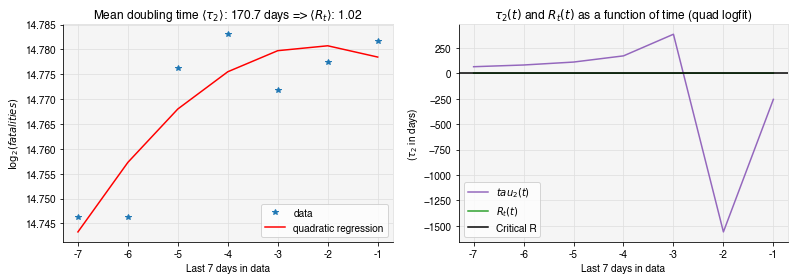 Mean doubling time ⟨τ₂⟩: 170.7 days => ⟨Rₜ⟩: 1.02
log₂(fatalities)
14.785
14.780
14.775
14.770
14.765
14.760
14.755
14.750
14.745
data
quadratic regression
-7 -6 -5 -4 -3 -2 -1
Last 7 days in data
τ₂(t) and Rₜ(t) as a function of time (quad logfit)
(τ₂ in days)
250
0
−250
−500
−750
−1000
−1250
−1500
tau₂(t)
Rₜ(t)
Critical R
-7 -6 -5 -4 -3 -2 -1
Last 7 days in data